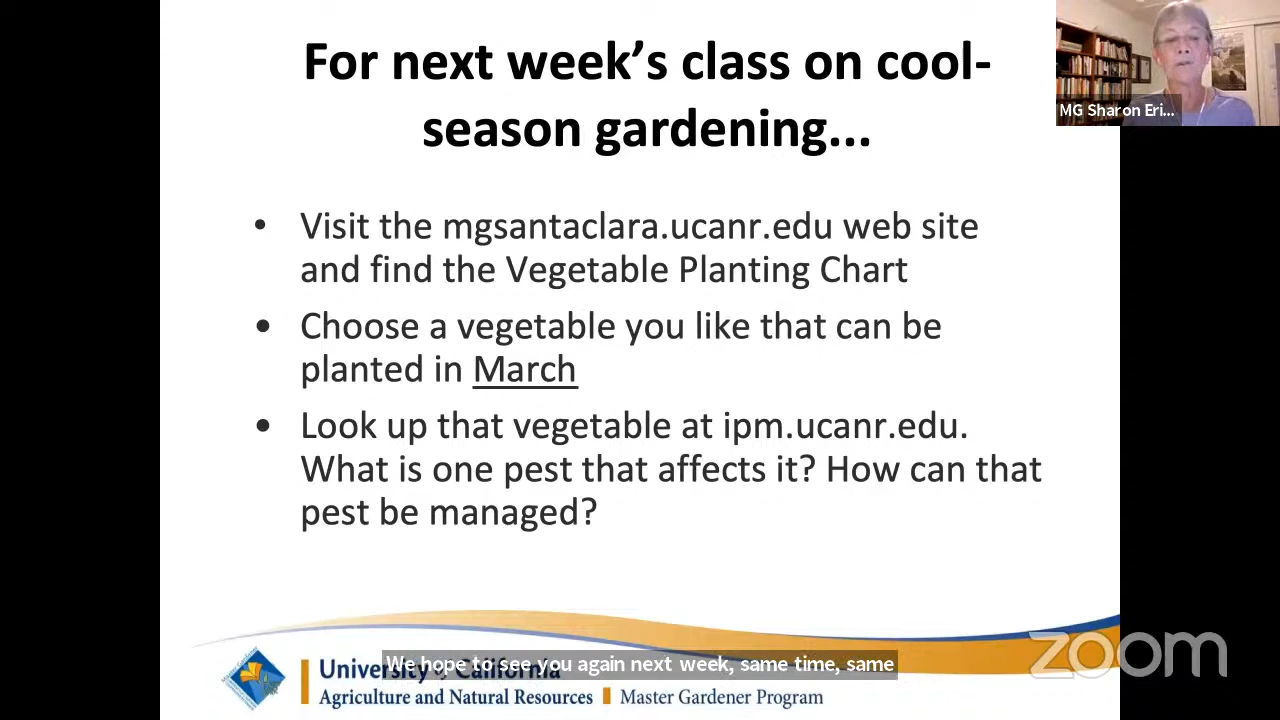 For next week's class on cool-
season gardening...
MG Sharon Eri...
• Visit the mgsantaclara.ucanr.edu web site
and find the Vegetable Planting Chart
• Choose a vegetable you like that can be
planted in March
• Look up that vegetable at ipm.ucanr.edu.
What is one pest that affects it? How can that
pest be managed?
We hope to see you again next week, same time, same
University of California
Agriculture and Natural Resources Master Gardener Program
zoom